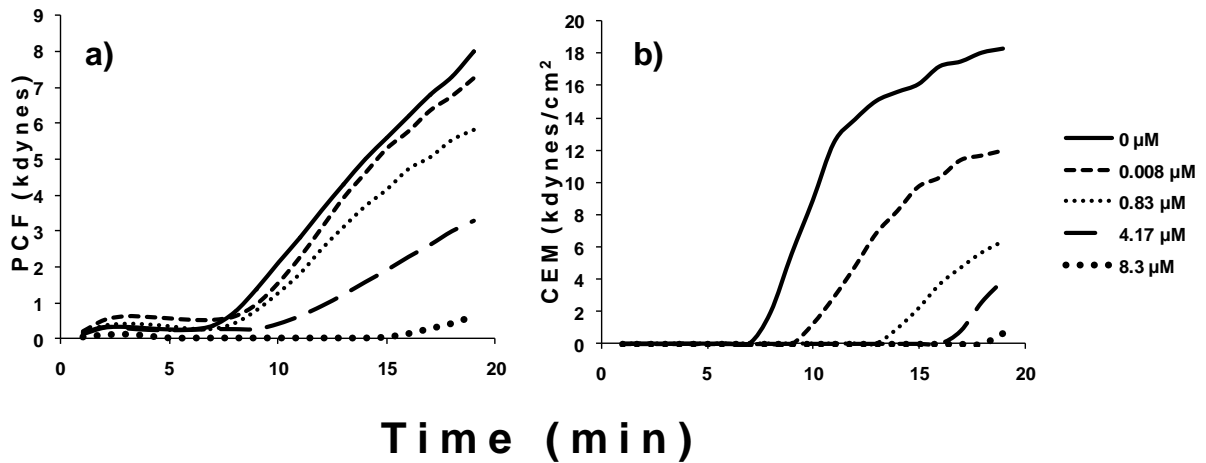 a)
PCF (kdynes)
9
8
7
6
5
4
3
2
1
0
0 5 10 15 20
b)
CEM (kdynes/cm²
20
18
16
14
12
10
8
6
4
2
0
0 5 10 15 20
0 µM
0.008 µM
0.83 µM
4.17 µM
8.3 µM
Time (min)